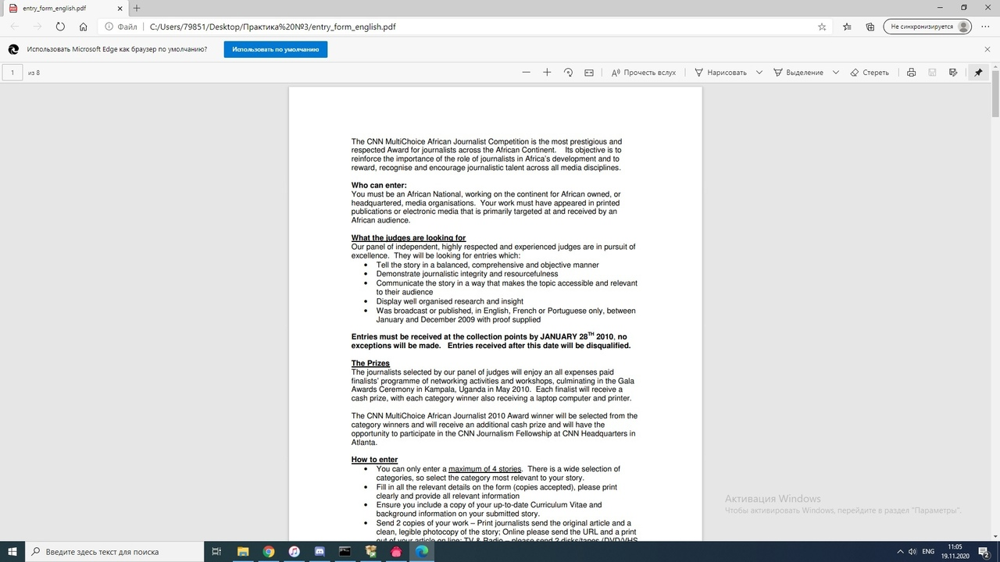 entry_form_english.pdf
Файл
C:/Users/79851/Desktop/Практика%20№3/entry_form_english.pdf
Не синхронизируется
Использовать Microsoft Edge как браузер по умолчанию?
Использовать по умолчанию
1 из 8
Прочесть вслух
Нарисовать
Выделение
Стереть
The CNN MultiChoice African Journalist Competition is the most prestigious and
respected Award for journalists across the African Continent. Its objective is to
reinforce the importance of the role of journalists in Africa's development and to
reward, recognise and encourage journalistic talent across all media disciplines.
Who can enter:
You must be an African National, working on the continent for African owned, or
headquartered, media organisations. Your work must have appeared in printed
publications or electronic media that is primarily targeted at and received by an
African audience.
What the judges are looking for
Our panel of independent, highly respected and experienced judges are in pursuit of
excellence. They will be looking for entries which:
• Tell the story in a balanced, comprehensive and objective manner
• Demonstrate journalistic integrity and resourcefulness
• Communicate the story in a way that makes the topic accessible and relevant
to their audience
• Display well organised research and insight
• Was broadcast or published, in English, French or Portuguese only, between
January and December 2009 with proof supplied
Entries must be received at the collection points by JANUARY 28TH 2010, no
exceptions will be made. Entries received after this date will be disqualified.
The Prizes
The journalists selected by our panel of judges will enjoy an all expenses paid
finalists' programme of networking activities and workshops, culminating in the Gala
Awards Ceremony in Kampala, Uganda in May 2010. Each finalist will receive a
cash prize, with each category winner also receiving a laptop computer and printer.
The CNN MultiChoice African Journalist 2010 Award winner will be selected from the
category winners and will receive an additional cash prize and will have the
opportunity to participate in the CNN Journalism Fellowship at CNN Headquarters in
Atlanta.
How to enter
• You can only enter a maximum of 4 stories. There is a wide selection of
categories, so select the category most relevant to your story.
• Fill in all the relevant details on the form (copies accepted), please print
clearly and provide all relevant information
• Ensure you include a copy of your up-to-date Curriculum Vitae and
background information on your submitted story.
• Send 2 copies of your work – Print journalists send the original article and a
clean, legible photocopy of the story; Online please send the URL and a print
out of your article on line; TV & Radio – please send 2 disks/tapes (DVD/VHS
Активация Windows
Чтобы активировать Windows, перейдите в раздел "Параметры".
Введите здесь текст для поиска
ENG
11:05
19.11.2020
2